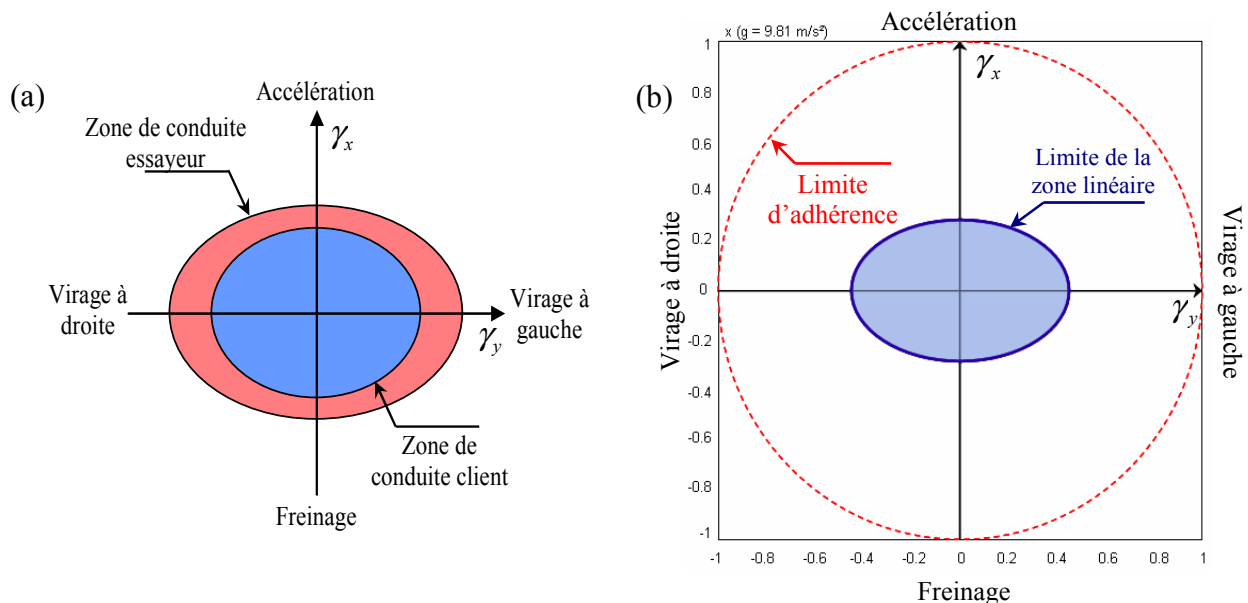 (a)
Accélération
γx
Zone de conduite
essayeur
Virage à
droite
Virage à
gauche
γy
Zone de
conduite client
Freinage
(b)
Accélération
x (g = 9.81 m/s²)
γx
1
0.8
0.6
0.4
0.2
0
-0.2
-0.4
-0.6
-0.8
-1
Limite
d'adhérence
Limite de la
zone linéaire
Virage à droite
Virage à gauche
γy
-1 -0.8 -0.6 -0.4 -0.2 0 0.2 0.4 0.6 0.8 1
Freinage